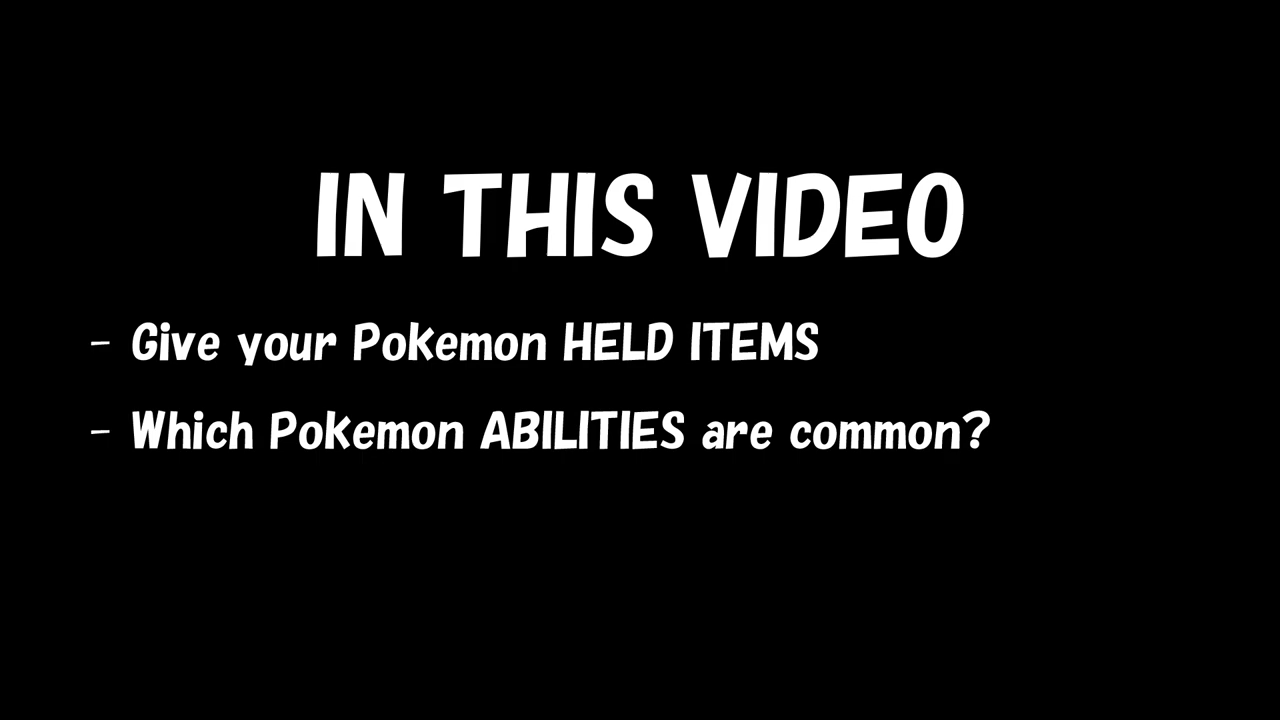 IN THIS VIDEO
- Give your Pokemon HELD ITEMS
- Which Pokemon ABILITIES are common?